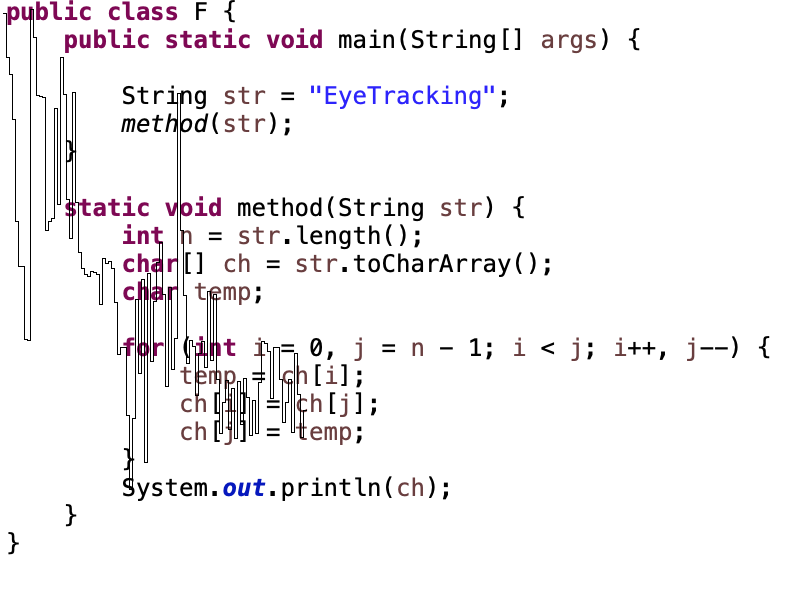 public class F {
public static void main(String[] args) {
String str = "EyeTracking";
method(str);
}
static void method(String str) {
int n = str.length();
char[] ch = str.toCharArray();
char temp;
for (int i = 0, j = n - 1; i < j; i++, j--) {
temp = ch[i];
ch[i] = ch[j];
ch[j] = temp;
}
System.out.println(ch);
}
}